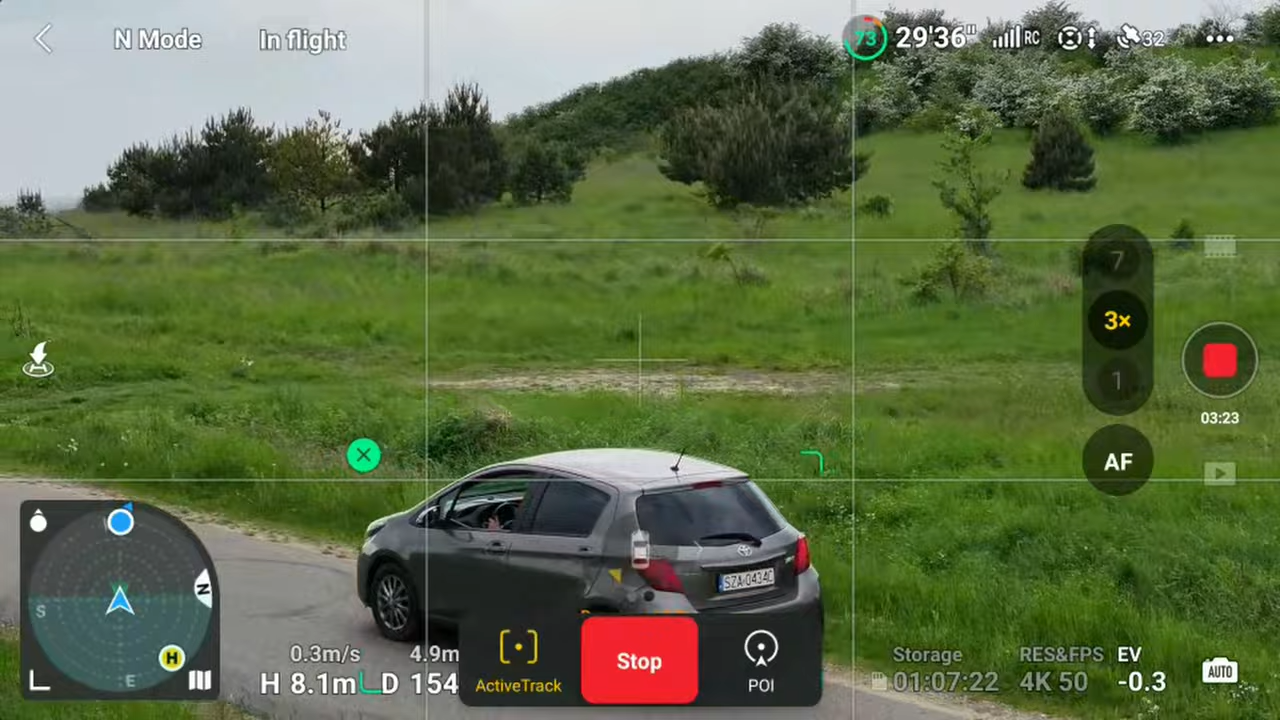 N Mode
In flight
73
29'36"
RC
32
7
3×
1
03:23
AF
SZA 0434C
N
S
E
H
0.3m/s
4.9m
H 8.1m
D 154
ActiveTrack
Stop
POI
Storage
01:07:22
RES&FPS
4K 50
EV
-0.3
AUTO